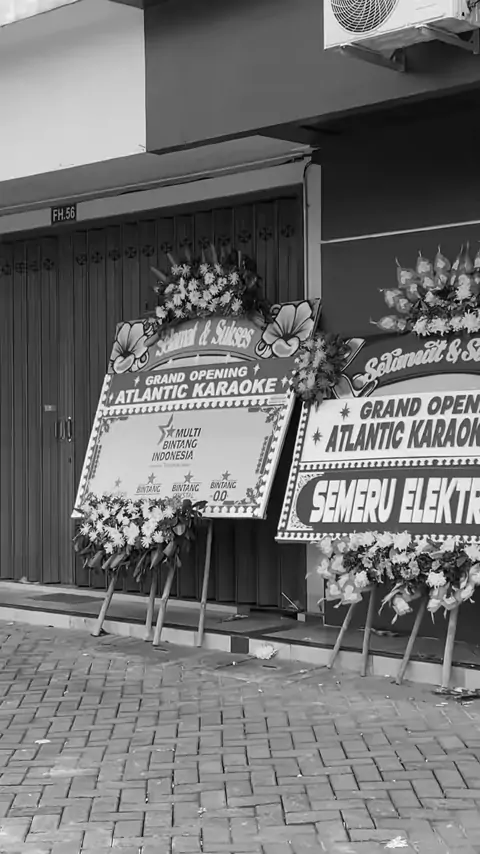 FH.56
Selamat & Sukses
GRAND OPENING
ATLANTIC KARAOKE
MULTI
BINTANG
INDONESIA
BINTANG
BINTANG
BINTANG
0.0
Selamat & Su
GRAND OPEN
ATLANTIC KARAOK
SEMERU ELEKTR